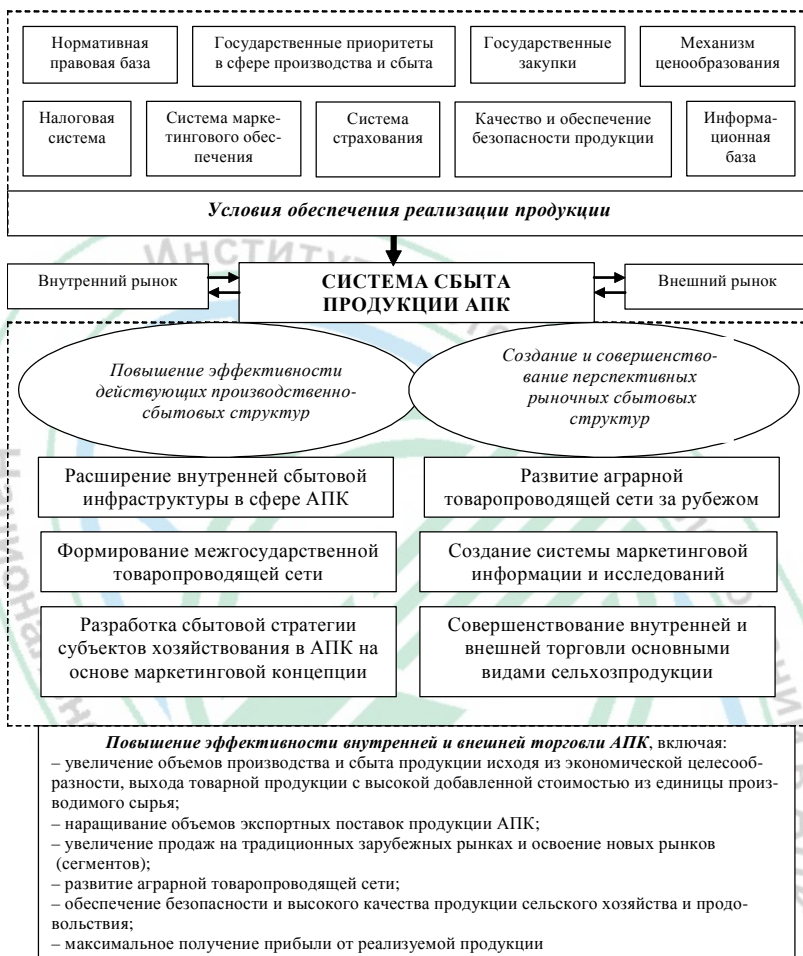 Нормативная
правовая база
Государственные приоритеты
в сфере производства и сбыта
Государственные
закупки
Механизм
ценообразования
Налоговая
система
Система марке-
тингового обес-
печения
Система
страхования
Качество и обеспечение
безопасности продукции
Информа-
ционная
база
Условия обеспечения реализации продукции
Внутренний рынок
СИСТЕМА СБЫТА
ПРОДУКЦИИ АПК
Внешний рынок
Повышение эффективности
действующих производственно-
сбытовых структур
Создание и совершенство-
вание перспективных
рыночных сбытовых
структур
Расширение внутренней сбытовой
инфраструктуры в сфере АПК
Развитие аграрной
товаропроводящей сети за рубежом
Формирование межгосударственной
товаропроводящей сети
Создание системы маркетинговой
информации и исследований
Разработка сбытовой стратегии
субъектов хозяйствования в АПК на
основе маркетинговой концепции
Совершенствование внутренней и
внешней торговли основными
видами сельхозпродукции
Повышение эффективности внутренней и внешней торговли АПК, включая:
– увеличение объемов производства и сбыта продукции исходя из экономической целесооб-
разности, выхода товарной продукции с высокой добавленной стоимостью из единицы произ-
водимого сырья;
– наращивание объемов экспортных поставок продукции АПК;
– увеличение продаж на традиционных зарубежных рынках и освоение новых рынков
(сегментов);
– развитие аграрной товаропроводящей сети;
– обеспечение безопасности и высокого качества продукции сельского хозяйства и продо-
вольствия;
– максимальное получение прибыли от реализуемой продукции